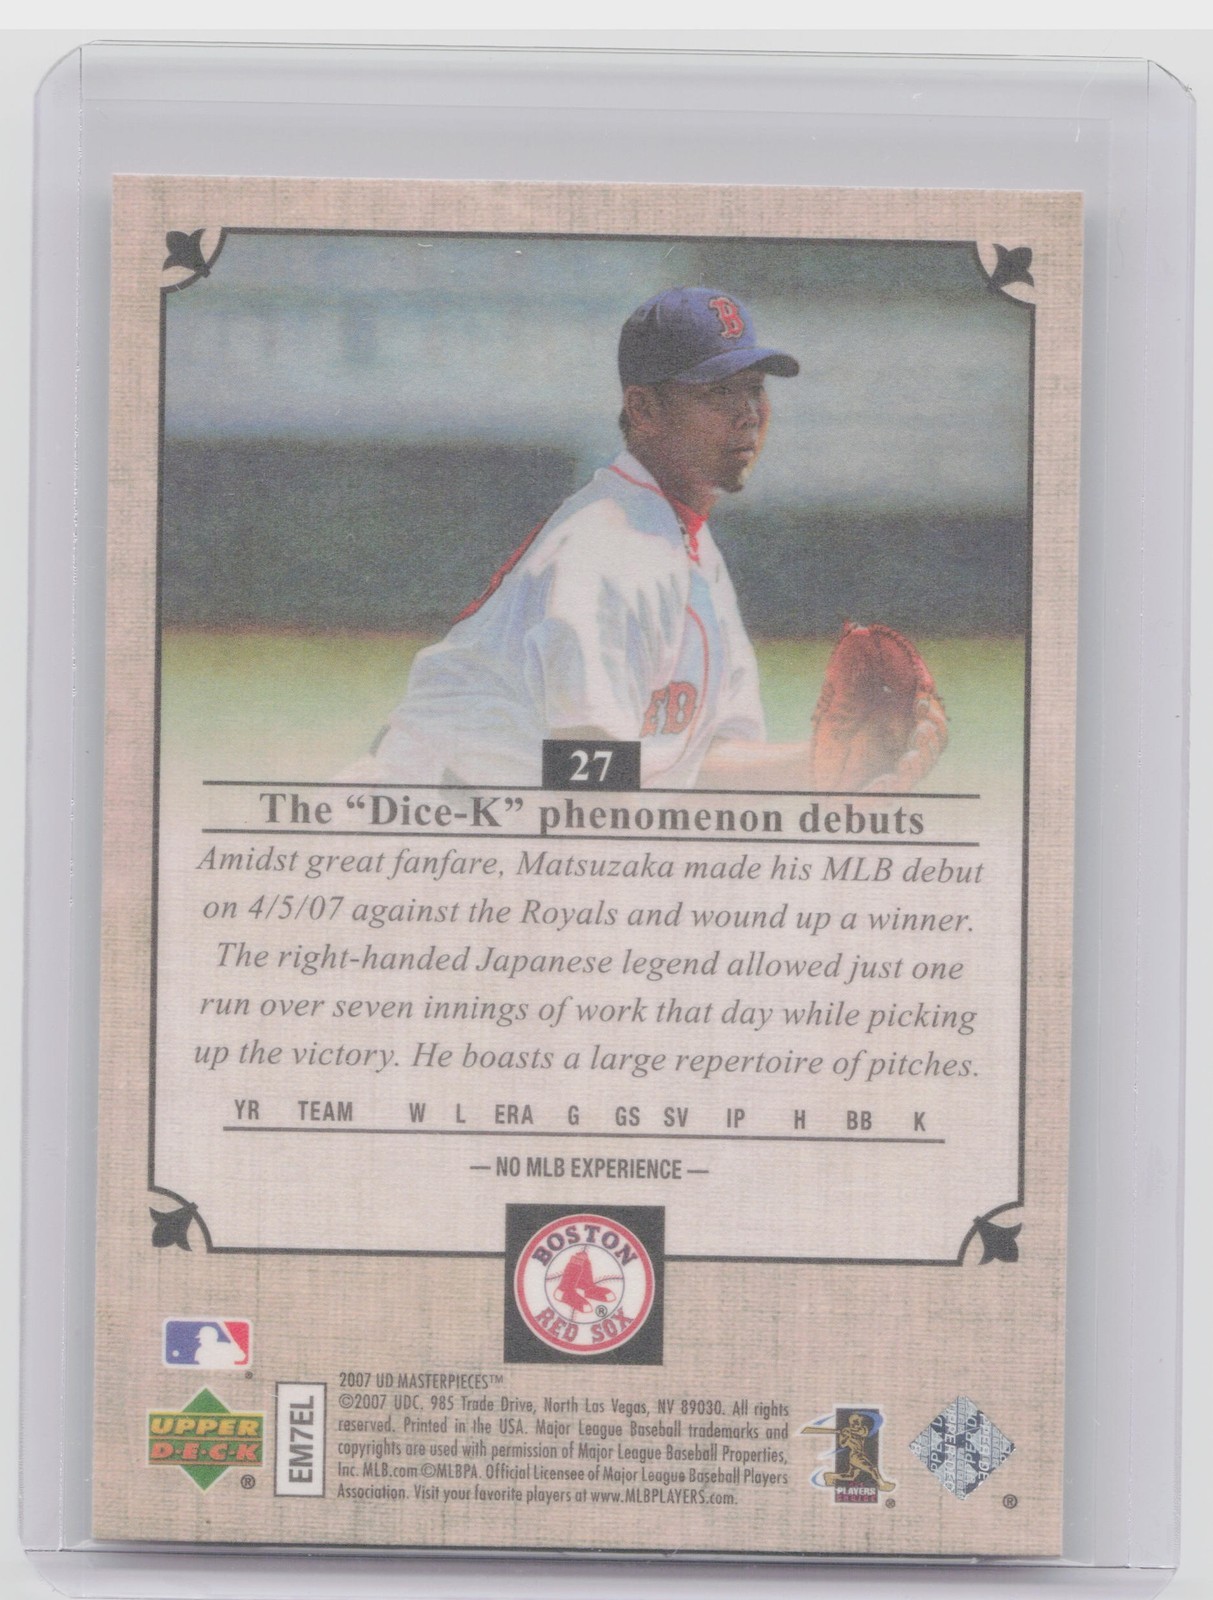 B
ED
27
The “Dice-K” phenomenon debuts
Amidst great fanfare, Matsuzaka made his MLB debut
on 4/5/07 against the Royals and wound up a winner.
The right-handed Japanese legend allowed just one
run over seven innings of work that day while picking
up the victory. He boasts a large repertoire of pitches.
YR TEAM W L ERA G GS SV IP H BB K
— NO MLB EXPERIENCE —
BOSTON
RED SOX
®
UPPER
D·E·C·K
®
EM7EL
2007 UD MASTERPIECES™
©2007 UDC, 985 Trade Drive, North Las Vegas, NV 89030. All rights
reserved. Printed in the USA. Major League Baseball trademarks and
copyrights are used with permission of Major League Baseball Properties,
Inc. MLB.com ©MLBPA. Official Licensee of Major League Baseball Players
Association. Visit your favorite players at www.MLBPLAYERS.com.
PLAYERS
CHOICE
®
®